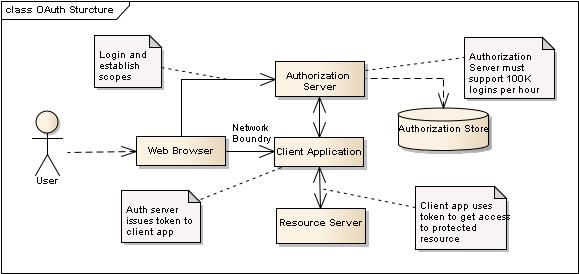 class OAuth Sturcture
Login and
establish
scopes
Authorization
Server
Authorization
Server must
support 100K
logins per hour
Authorization Store
Network
Boundry
User
Web Browser
Client Application
Auth server
issues token to
client app
Resource Server
Client app uses
token to get access
to protected
resource